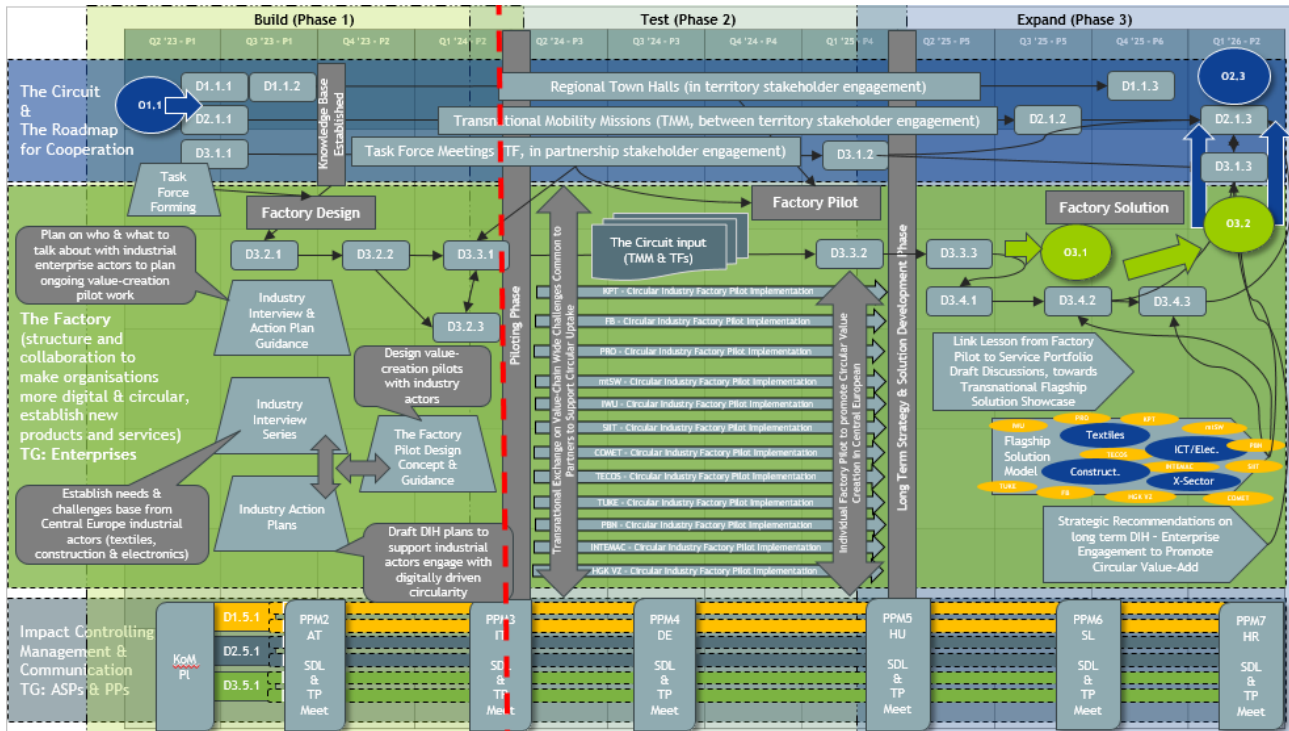 Build (Phase 1)
Test (Phase 2)
Expand (Phase 3)
Q2 '23 - P1
Q3 '23 - P1
Q4 '23 - P2
Q1 '24 - P2
Q2 '24 - P3
Q3 '24 - P3
Q4 '24 - P4
Q1 '25 - P4
Q2 '25 - P5
Q3 '25 - P5
Q4 '25 - P6
Q1 '26 - P2
The Circuit
&
The Roadmap
for Cooperation
O1.1
D1.1.1
D1.1.2
D2.1.1
D3.1.1
Task
Force
Forming
Knowledge Base
Established
Regional Town Halls (in territory stakeholder engagement)
Transnational Mobility Missions (TMM, between territory stakeholder engagement)
Task Force Meetings (TF, in partnership stakeholder engagement)
D3.1.2
D2.1.2
D1.1.3
O2.3
D2.1.3
D3.1.3
The Factory
(structure and
collaboration to
make organisations
more digital & circular,
establish new
products and services)
TG: Enterprises
Plan on who & what to
talk about with industrial
enterprise actors to plan
ongoing value-creation
pilot work
Factory Design
D3.2.1
D3.2.2
D3.3.1
D3.2.3
Industry
Interview &
Action Plan
Guidance
Design value-
creation pilots
with industry
actors
Industry
Interview
Series
The Factory
Pilot Design
Concept &
Guidance
Establish needs &
challenges base from
Central Europe industrial
actors (textiles,
construction & electronics)
Industry Action
Plans
Draft DIH plans to
support industrial
actors engage with
digitally driven
circularity
Piloting Phase
Transnational Exchange on Value-Chain Wide Challenges Common to
Partners to Support Circular Uptake
Factory Pilot
The Circuit input
(TMM & TFs)
D3.3.2
KPT - Circular Industry Factory Pilot Implementation
FB - Circular Industry Factory Pilot Implementation
PRO - Circular Industry Factory Pilot Implementation
mtSW - Circular Industry Factory Pilot Implementation
IWU - Circular Industry Factory Pilot Implementation
SIIT - Circular Industry Factory Pilot Implementation
COMET - Circular Industry Factory Pilot Implementation
TECOS - Circular Industry Factory Pilot Implementation
TUKE - Circular Industry Factory Pilot Implementation
PBN - Circular Industry Factory Pilot Implementation
INTEMAC - Circular Industry Factory Pilot Implementation
HGK VZ - Circular Industry Factory Pilot Implementation
Individual Factory Pilot to promote Circular Value
Creation in Central European
Long Term Strategy & Solution Development Phase
Factory Solution
D3.3.3
O3.1
O3.2
D3.4.1
D3.4.2
D3.4.3
Link Lesson from Factory
Pilot to Service Portfolio
Draft Discussions, towards
Transnational Flagship
Solution Showcase
Flagship
Solution
Model
IWU
PRO
KPT
mtSW
Textiles
ICT/Elec.
PBN
TECOS
INTEMAC
SIIT
Construct.
X-Sector
TUKE
FB
HGK VZ
COMET
Strategic Recommendations on
long term DIH - Enterprise
Engagement to Promote
Circular Value-Add
Impact Controlling
Management &
Communication
TG: ASPs & PPs
KoM
PL
D1.5.1
D2.5.1
D3.5.1
PPM2
AT
SDL
&
TP
Meet
PPM3
IT
SDL
&
TP
Meet
PPM4
DE
SDL
&
TP
Meet
PPM5
HU
SDL
&
TP
Meet
PPM6
SL
SDL
&
TP
Meet
PPM7
HR
SDL
&
TP
Meet